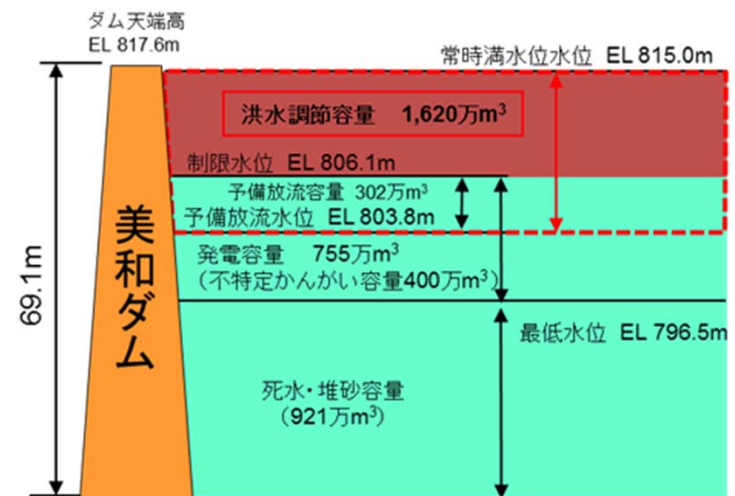 ダム天端高
EL 817.6m
常時満水位水位 EL 815.0m
洪水調節容量 1,620万m³
制限水位 EL 806.1m
予備放流容量 302万m³
予備放流水位 EL 803.8m
発電容量 755万m³
(不特定かんがい容量400万m³)
最低水位 EL 796.5m
死水・堆砂容量
(921万m³)
美和ダム
69.1m